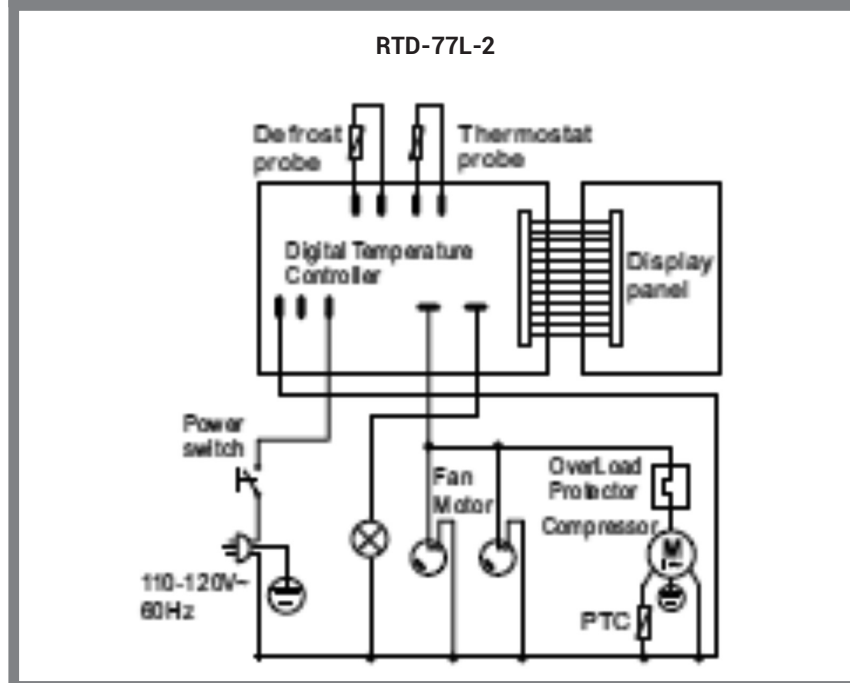 RTD-77L-2
Defrost
probe
Thermostat
probe
Digital Temperature
Controller
Display
panel
Power
switch
Fan
Motor
OverLoad
Protector
Compressor
M
1~
110-120V~
60Hz
PTC